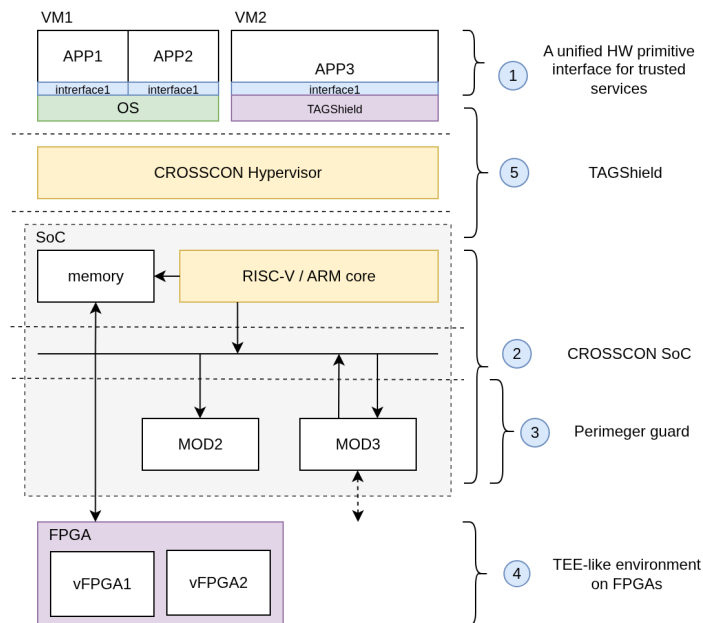 VM1
VM2
APP1
APP2
APP3
intrerface1
interface1
interface1
OS
TAGShield
1
A unified HW primitive
interface for trusted
services
CROSSCON Hypervisor
5
TAGShield
SoC
memory
RISC-V / ARM core
2
CROSSCON SoC
MOD2
MOD3
3
Perimeger guard
FPGA
vFPGA1
vFPGA2
4
TEE-like environment
on FPGAs